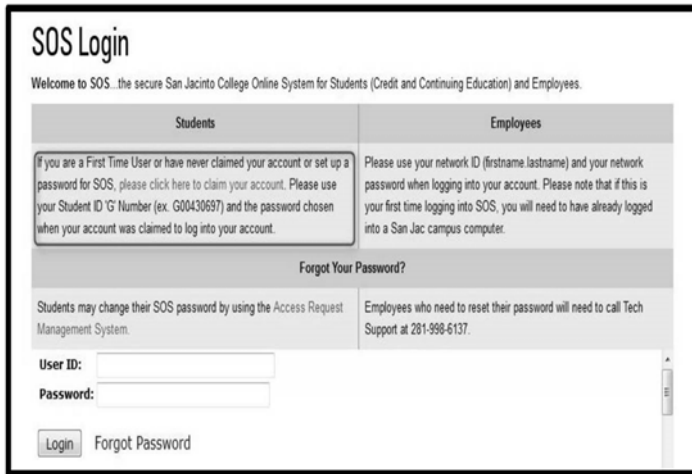 SOS Login
Welcome to SOS...the secure San Jacinto College Online System for Students (Credit and Continuing Education) and Employees.
Students
If you are a First Time User or have never claimed your account or set up a
password for SOS, please click here to claim your account. Please use
your Student ID 'G' Number (ex. G00430697) and the password chosen
when your account was claimed to log into your account.
Employees
Please use your network ID (firstname.lastname) and your network
password when logging into your account. Please note that if this is
your first time logging into SOS, you will need to have already logged
into a San Jac campus computer.
Forgot Your Password?
Students may change their SOS password by using the Access Request
Management System.
Employees who need to reset their password will need to call Tech
Support at 281-998-6137.
User ID:
Password:
Login Forgot Password